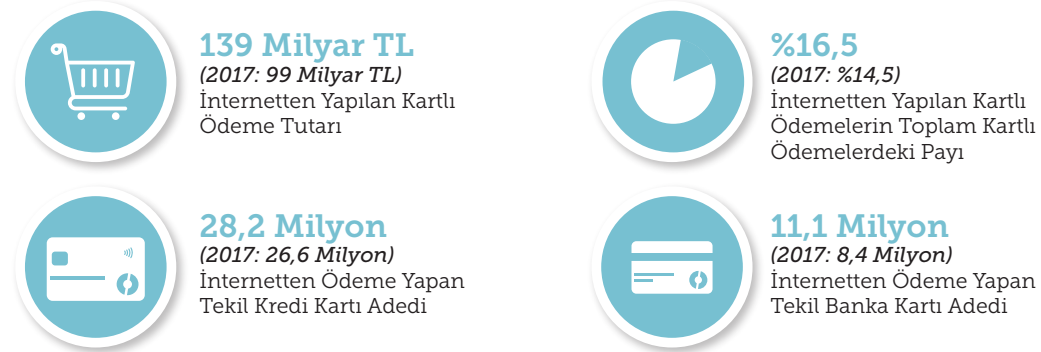 139 Milyar TL
(2017: 99 Milyar TL)
İnternetten Yapılan Kartlı
Ödeme Tutarı
%16,5
(2017: %14,5)
İnternetten Yapılan Kartlı
Ödemelerin Toplam Kartlı
Ödemelerdeki Payı
28,2 Milyon
(2017: 26,6 Milyon)
İnternetten Ödeme Yapan
Tekil Kredi Kartı Adedi
11,1 Milyon
(2017: 8,4 Milyon)
İnternetten Ödeme Yapan
Tekil Banka Kartı Adedi